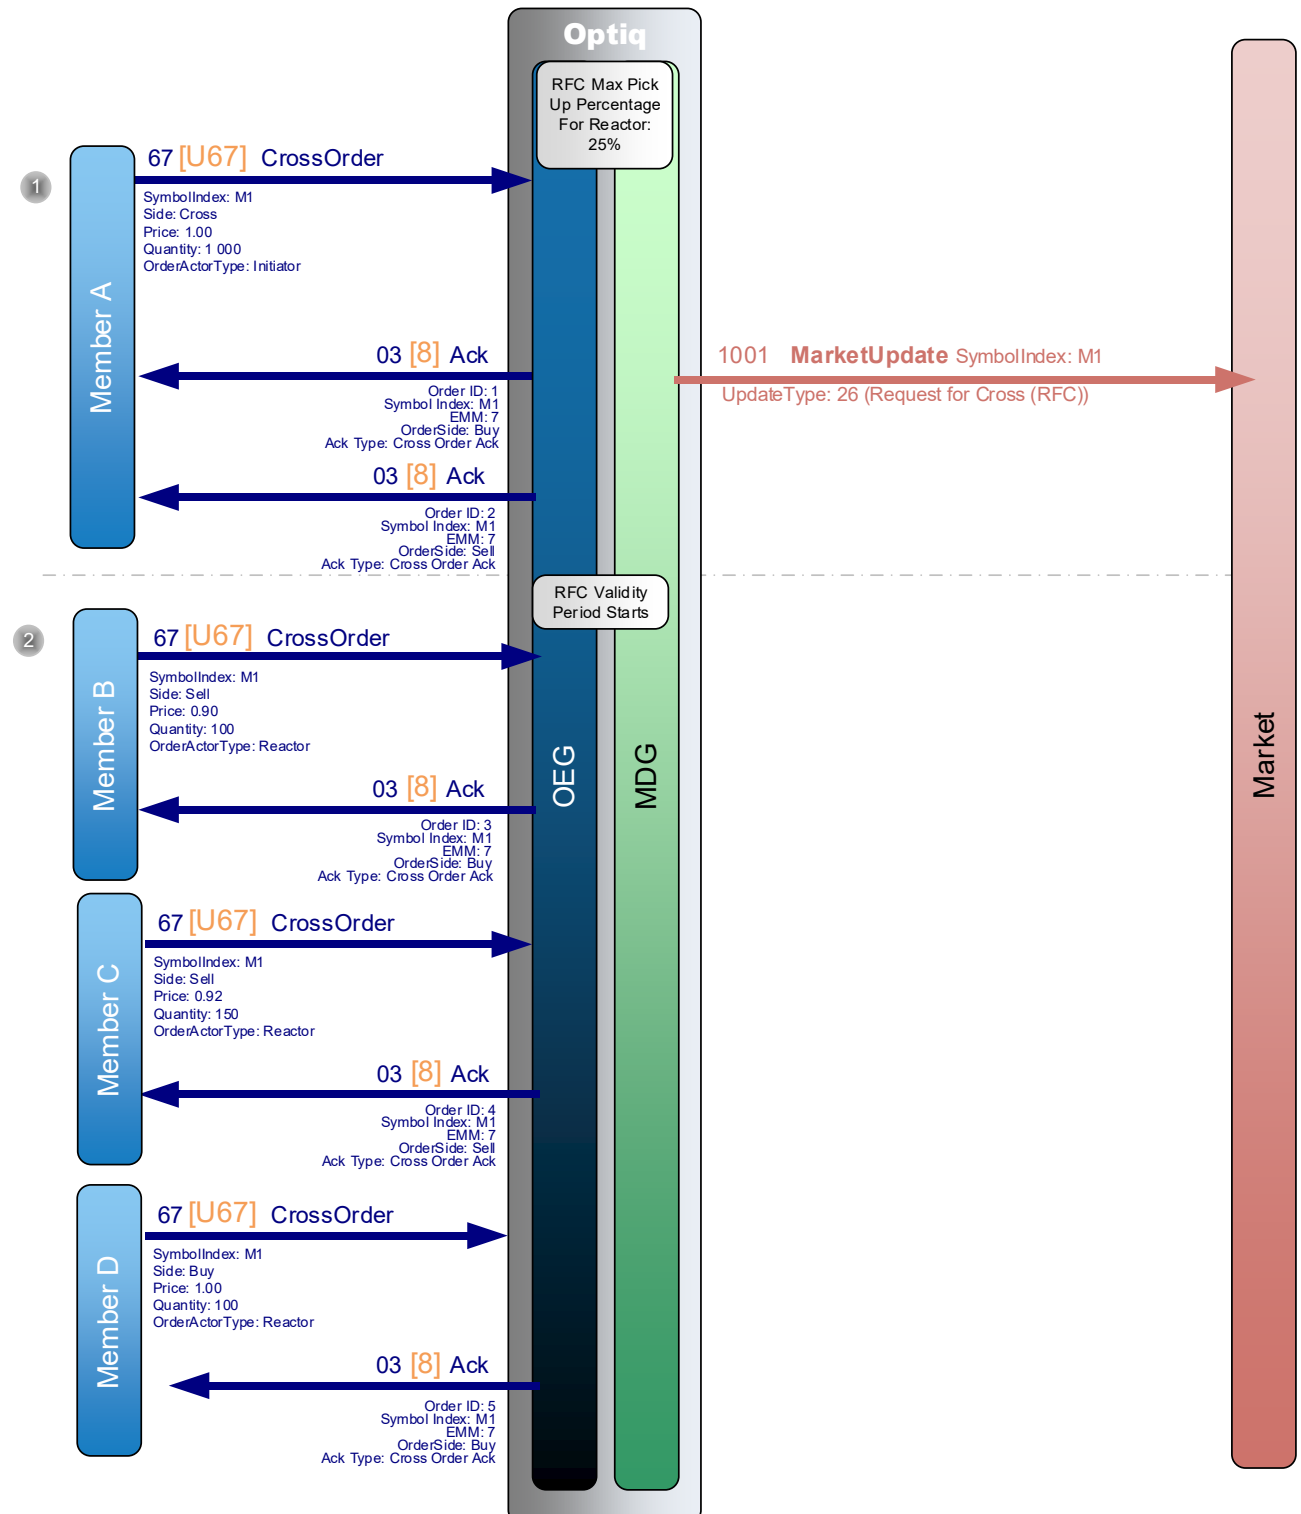 Optiq
RFC Max Pick
Up Percentage
For Reactor:
25%
1
Member A
67 [U67] CrossOrder
SymbolIndex: M1
Side: Cross
Price: 1.00
Quantity: 1 000
OrderActorType: Initiator
03 [8] Ack
Order ID: 1
Symbol Index: M1
EMM: 7
OrderSide: Buy
Ack Type: Cross Order Ack
1001 MarketUpdate SymbolIndex: M1
UpdateType: 26 (Request for Cross (RFC))
03 [8] Ack
Order ID: 2
Symbol Index: M1
EMM: 7
OrderSide: Sell
Ack Type: Cross Order Ack
RFC Validity
Period Starts
2
Member B
67 [U67] CrossOrder
SymbolIndex: M1
Side: Sell
Price: 0.90
Quantity: 100
OrderActorType: Reactor
03 [8] Ack
Order ID: 3
Symbol Index: M1
EMM: 7
OrderSide: Buy
Ack Type: Cross Order Ack
OEG
MDG
Market
Member C
67 [U67] CrossOrder
SymbolIndex: M1
Side: Sell
Price: 0.92
Quantity: 150
OrderActorType: Reactor
03 [8] Ack
Order ID: 4
Symbol Index: M1
EMM: 7
OrderSide: Sell
Ack Type: Cross Order Ack
Member D
67 [U67] CrossOrder
SymbolIndex: M1
Side: Buy
Price: 1.00
Quantity: 100
OrderActorType: Reactor
03 [8] Ack
Order ID: 5
Symbol Index: M1
EMM: 7
OrderSide: Buy
Ack Type: Cross Order Ack